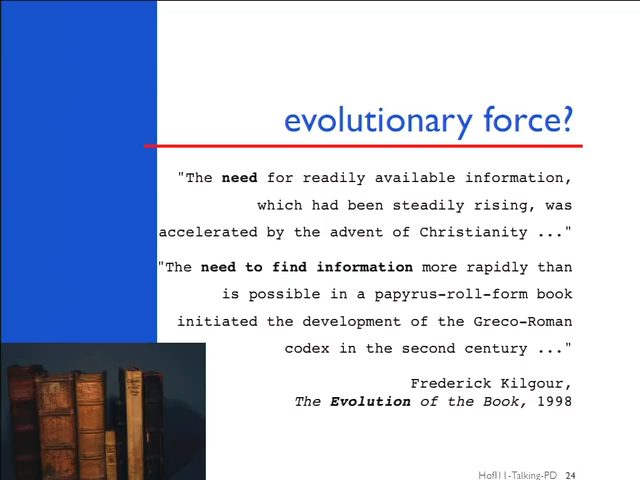 evolutionary force?
"The need for readily available information,
which had been steadily rising, was
accelerated by the advent of Christianity ..."
"The need to find information more rapidly than
is possible in a papyrus-roll-form book
initiated the development of the Greco-Roman
codex in the second century ..."
Frederick Kilgour,
The Evolution of the Book, 1998
Hofl11-Talking-PD 24